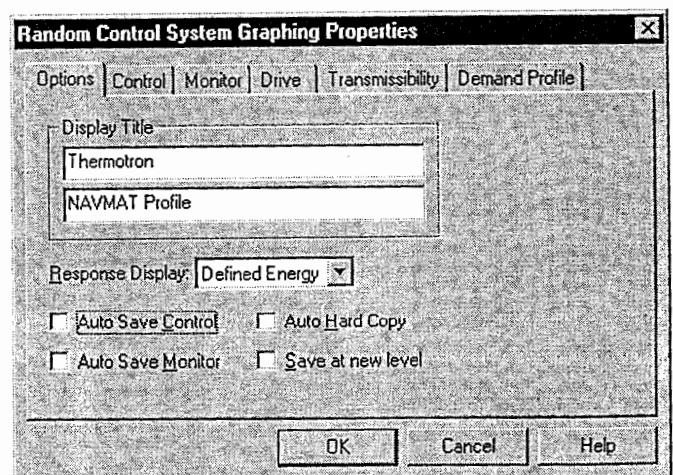 Random Control System Graphing Properties
Options Control Monitor Drive Transmissibility Demand Profile
Display Title
Thermotron
NAVMAT Profile
Response Display: Defined Energy
Auto Save Control Auto Hard Copy
Auto Save Monitor Save at new level
OK Cancel Help